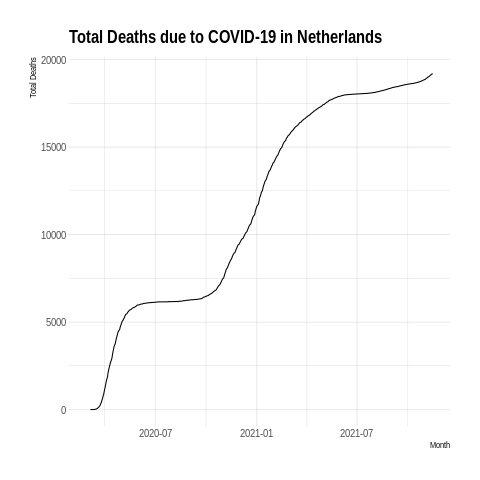 Total Deaths due to COVID-19 in Netherlands
Total Deaths
20000
15000
10000
5000
0
2020-07 2021-01 2021-07
Month